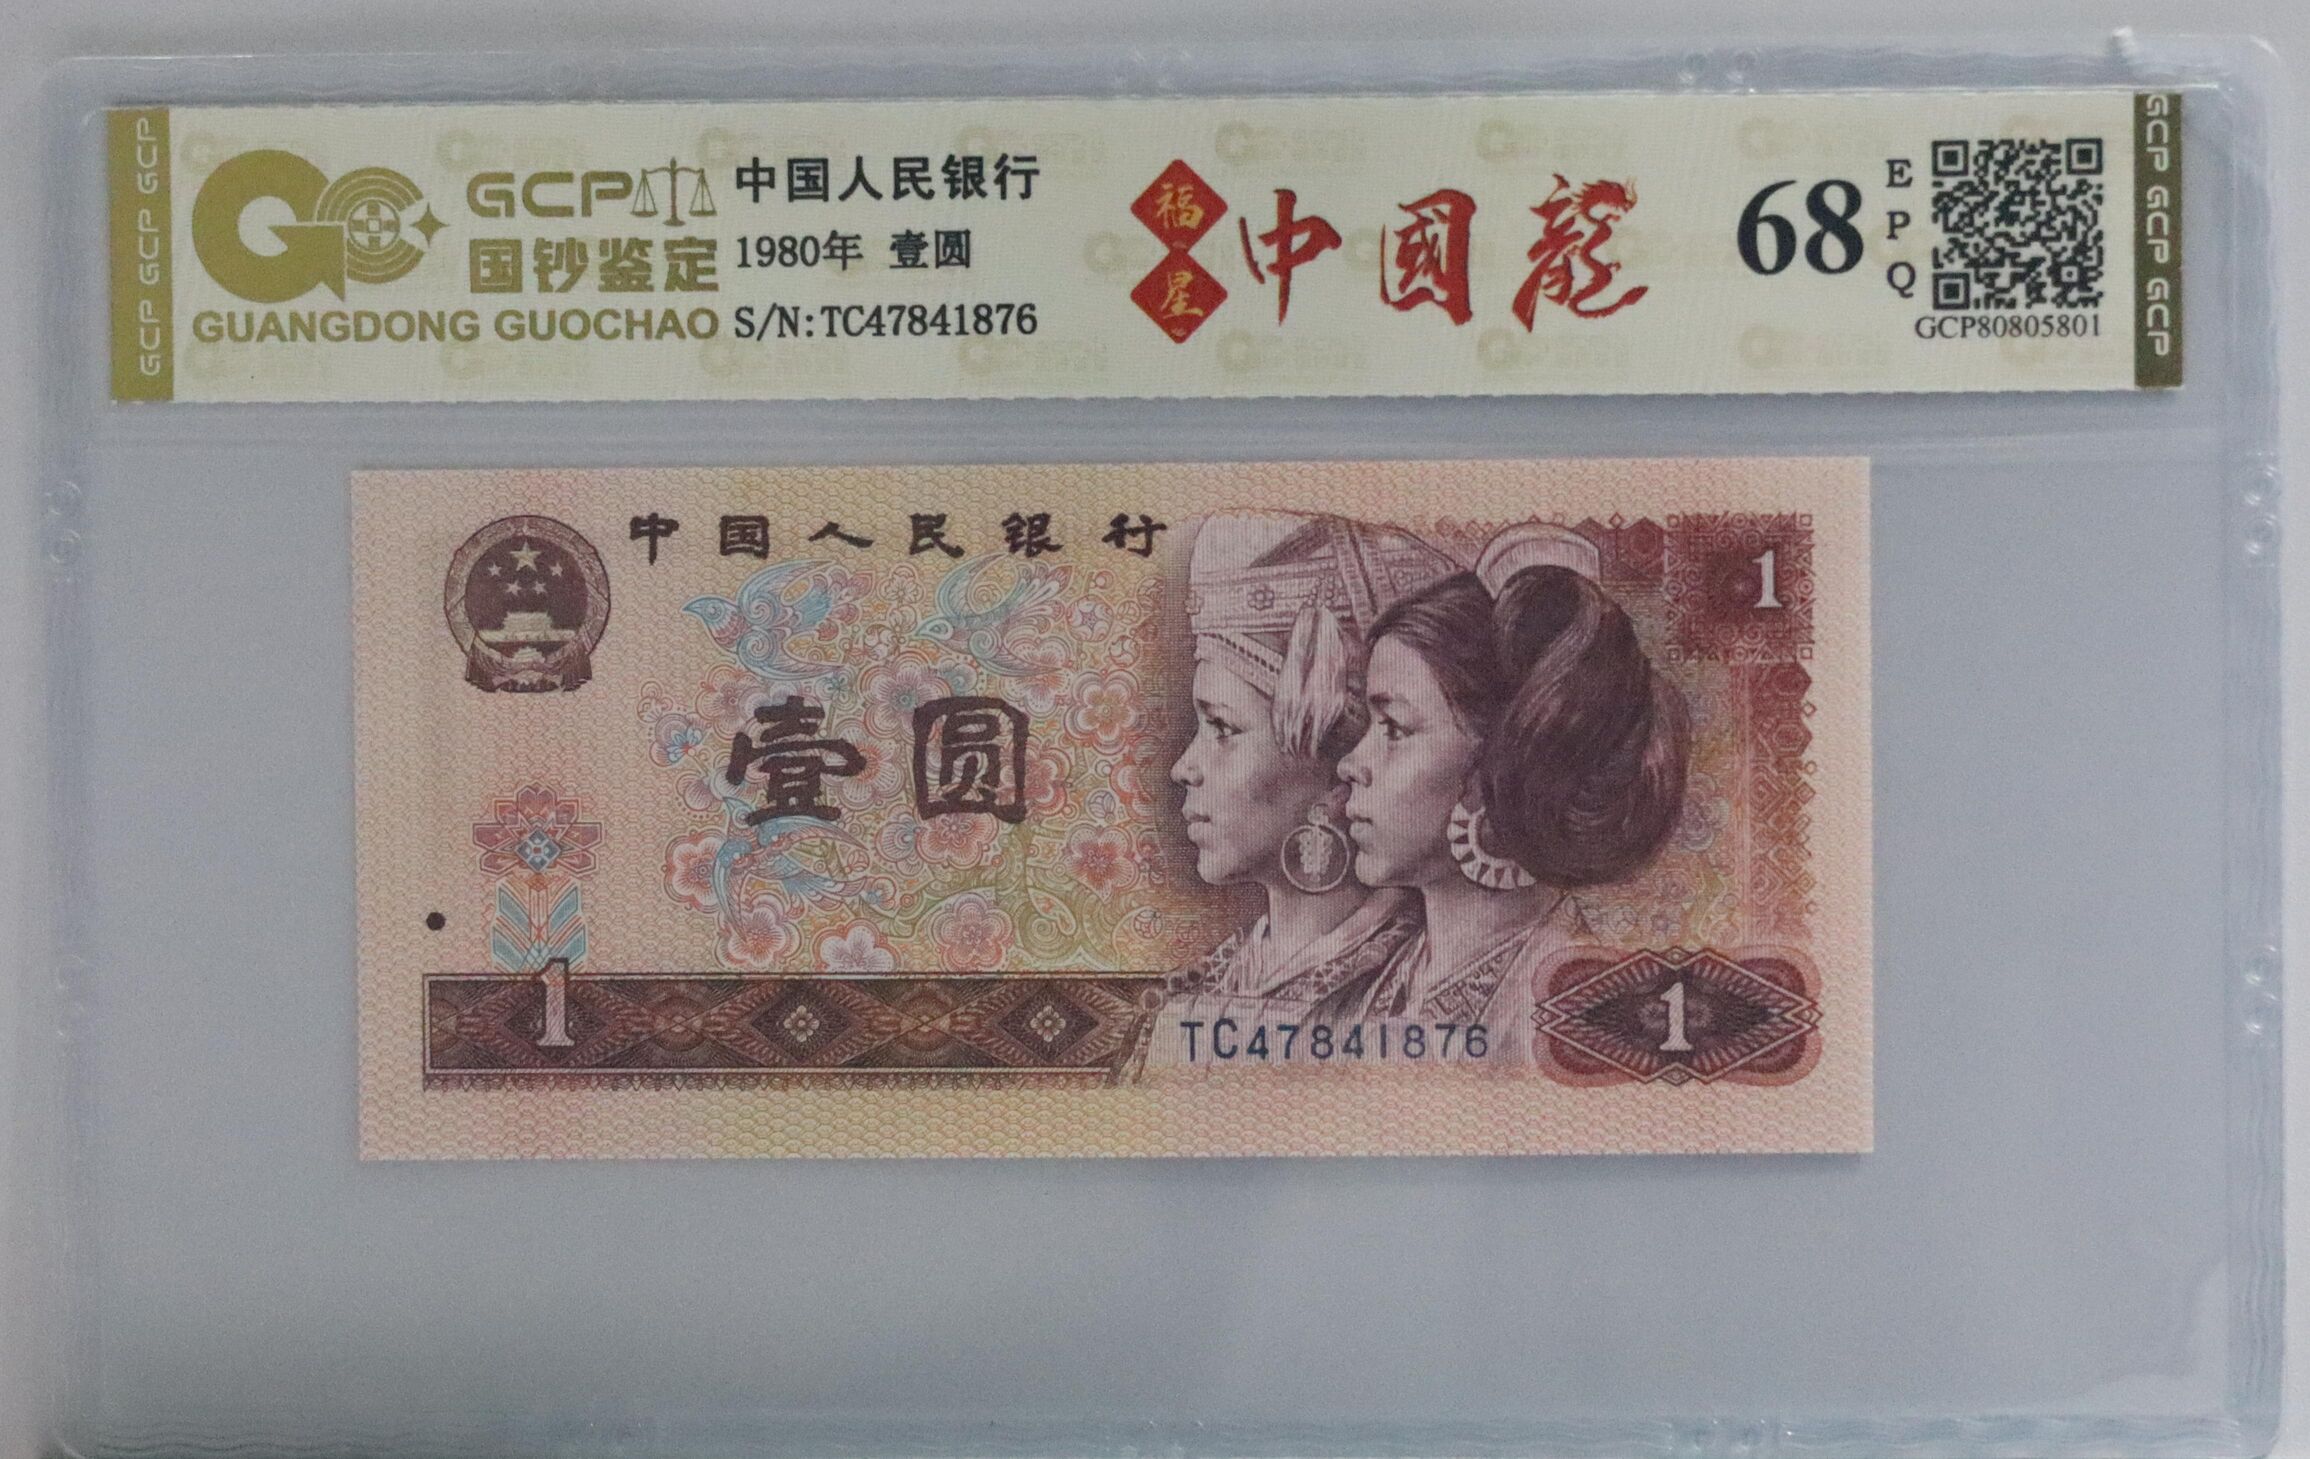 GCP GCP GCP
GCP
国钞鉴定
GUANGDONG GUOCHAO
中国人民银行
1980年 壹圆
S/N:TC47841876
福
星
中國龍
68
E
P
Q
GCP80805801
GCP GCP GCP
中国人民银行
1
壹圆
1
TC47841876
1